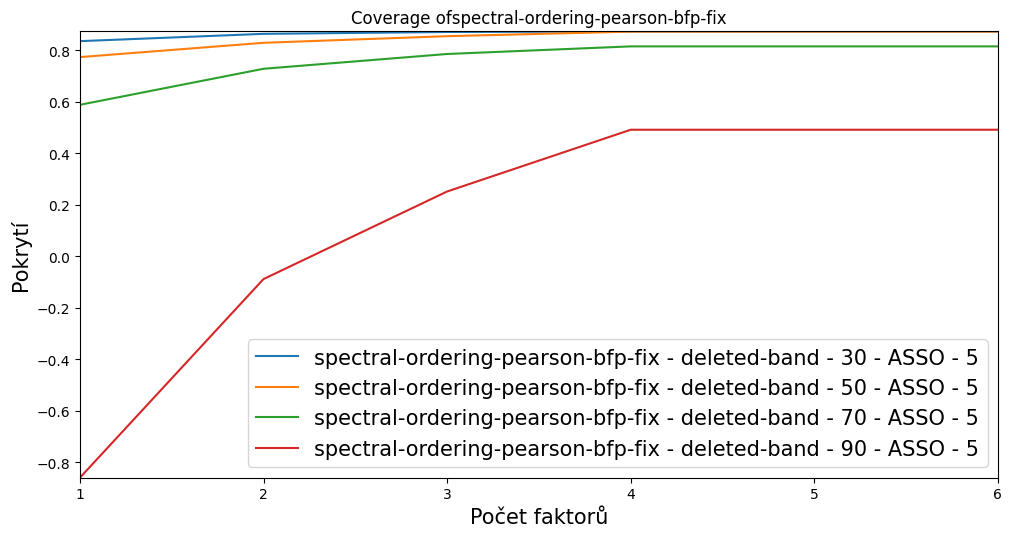 Coverage ofspectral-ordering-pearson-bfp-fix
0.8
0.6
0.4
0.2
0.0
−0.2
−0.4
−0.6
−0.8
Pokrytí
spectral-ordering-pearson-bfp-fix - deleted-band - 30 - ASSO - 5
spectral-ordering-pearson-bfp-fix - deleted-band - 50 - ASSO - 5
spectral-ordering-pearson-bfp-fix - deleted-band - 70 - ASSO - 5
spectral-ordering-pearson-bfp-fix - deleted-band - 90 - ASSO - 5
1 2 3 4 5 6
Počet faktorů